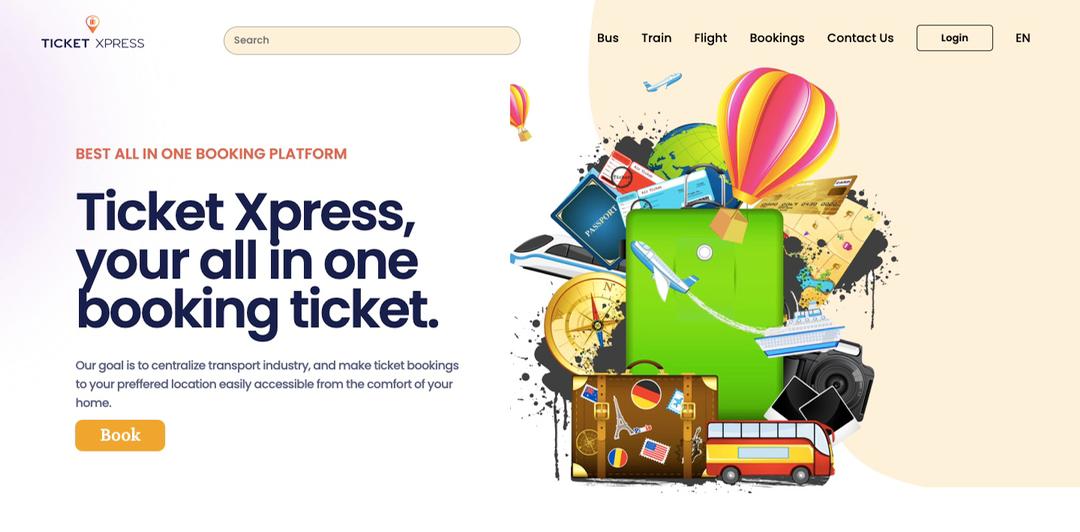 TICKET XPRESS
Search
Bus
Train
Flight
Bookings
Contact Us
Login
EN
BEST ALL IN ONE BOOKING PLATFORM
Ticket Xpress,
your all in one
booking ticket.
Our goal is to centralize transport industry, and make ticket bookings
to your preffered location easily accessible from the comfort of your
home.
Book
PASSPORT